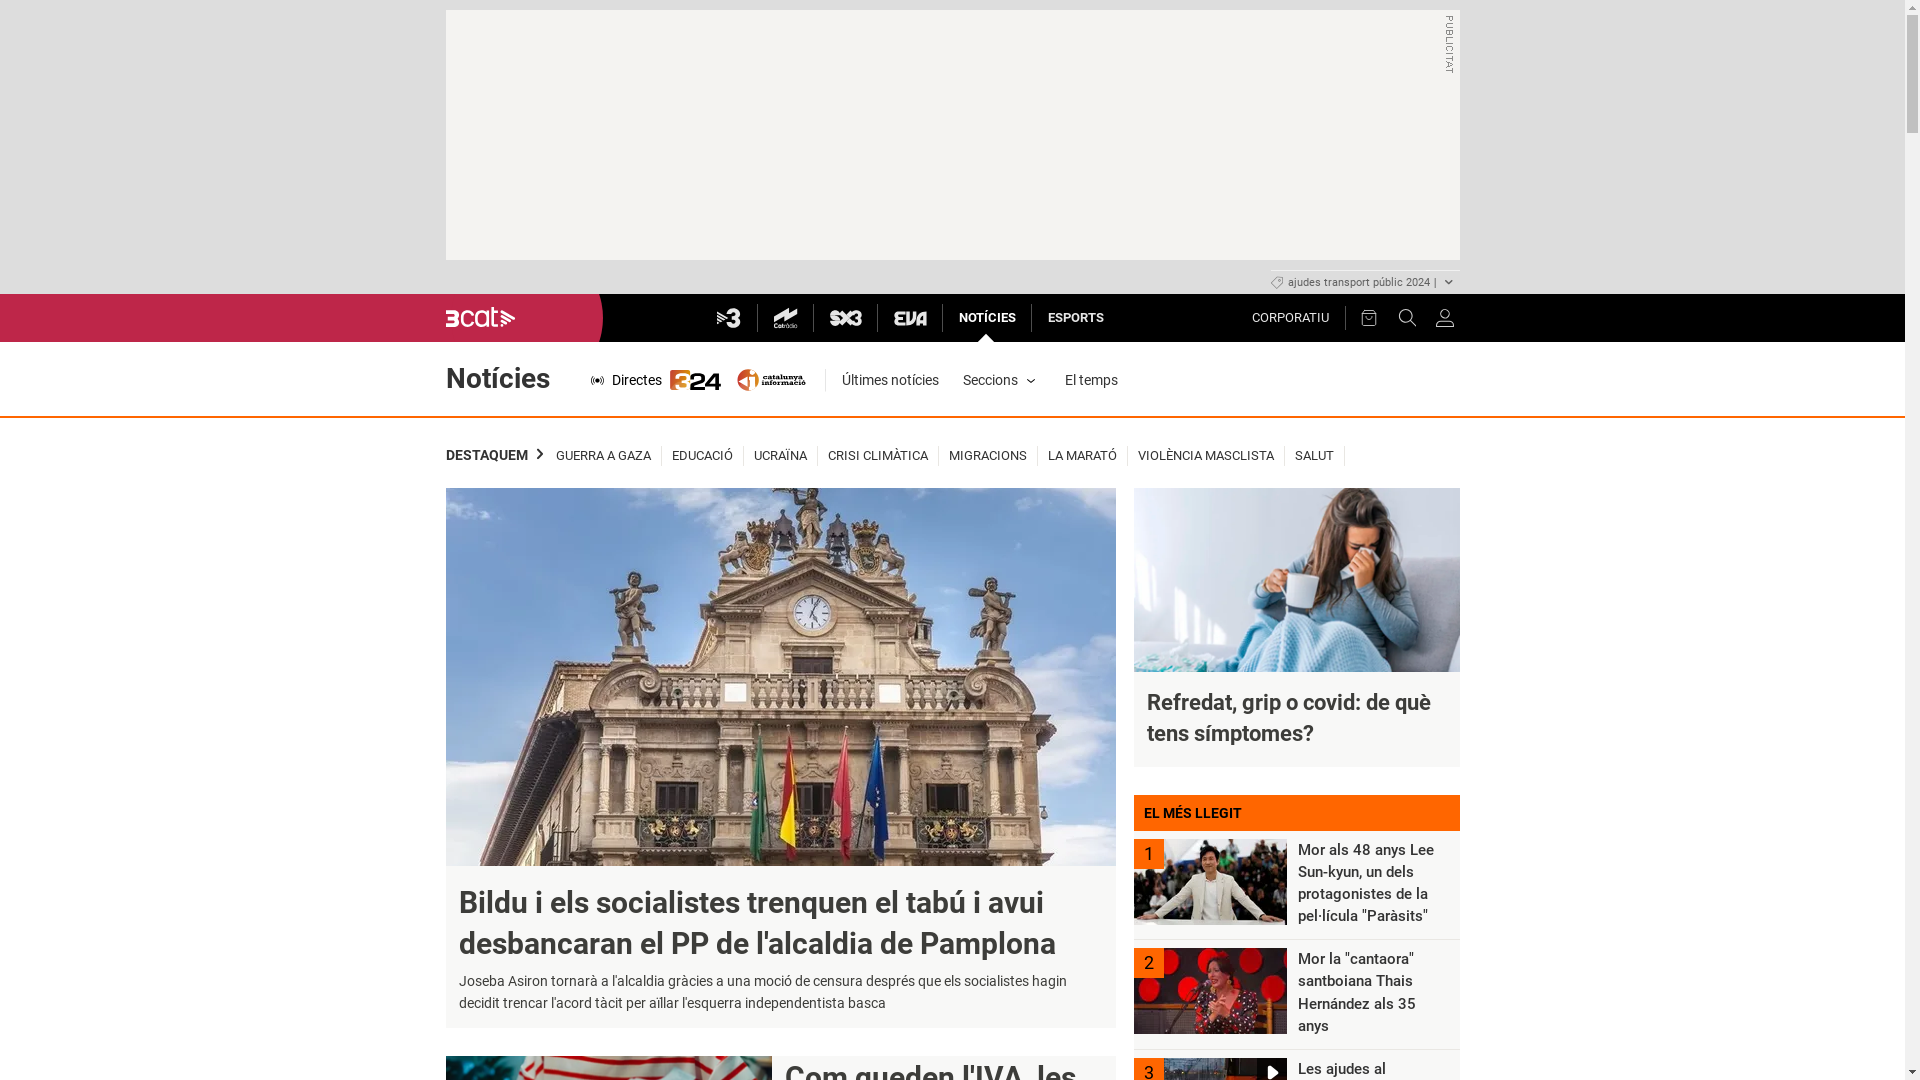 PUBLICITAT
ajudes transport públic 2024 |
3cat
3
Catràdio
SX3
EVA
NOTÍCIES
ESPORTS
CORPORATIU
Notícies
Directes
324
catalunya
informació
Últimes notícies
Seccions
El temps
DESTAQUEM
GUERRA A GAZA
EDUCACIÓ
UCRAÏNA
CRISI CLIMÀTICA
MIGRACIONS
LA MARATÓ
VIOLÈNCIA MASCLISTA
SALUT
Bildu i els socialistes trenquen el tabú i avui
desbancaran el PP de l'alcaldia de Pamplona
Joseba Asiron tornarà a l'alcaldia gràcies a una moció de censura després que els socialistes hagin
decidit trencar l'acord tàcit per aïllar l'esquerra independentista basca
Com queden l'IVA, les
Refredat, grip o covid: de què
tens símptomes?
EL MÉS LLEGIT
1
Mor als 48 anys Lee
Sun-kyun, un dels
protagonistes de la
pel·lícula "Paràsits"
2
Mor la "cantaora"
santboiana Thais
Hernández als 35
anys
3
Les ajudes al